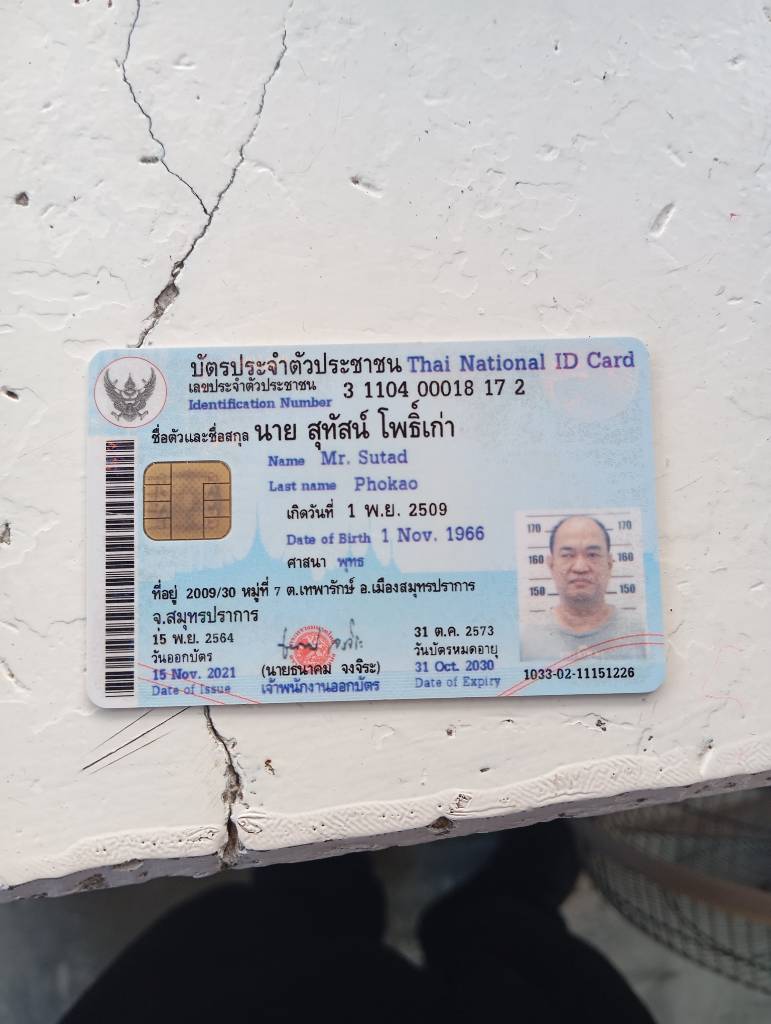 บัตรประจำตัวประชาชน Thai National ID Card
เลขประจำตัวประชาชน
Identification Number 3 1104 00018 17 2
ชื่อตัวและชื่อสกุล นาย สุทัสน์ โพธิ์เก่า
Name Mr. Sutad
Last name Phokao
เกิดวันที่ 1 พ.ย. 2509
Date of Birth 1 Nov. 1966
ศาสนา พุทธ
ที่อยู่ 2009/30 หมู่ที่ 7 ต.เทพารักษ์ อ.เมืองสมุทรปราการ
จ.สมุทรปราการ
15 พ.ย. 2564
วันออกบัตร
15 Nov. 2021
Date of Issue
(นายธนาคม จงจิระ)
เจ้าพนักงานออกบัตร
31 ต.ค. 2573
วันบัตรหมดอายุ
31 Oct. 2030
Date of Expiry
170 170
160 160
150 150
1033-02-11151226